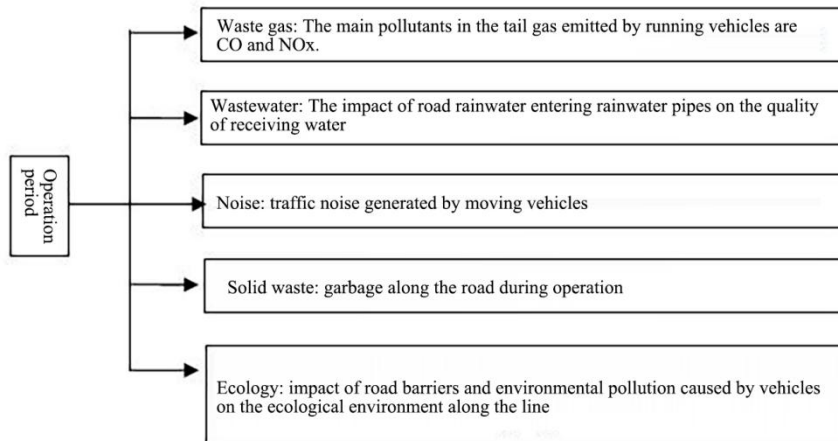 Waste gas: The main pollutants in the tail gas emitted by running vehicles are
CO and NOx.
Wastewater: The impact of road rainwater entering rainwater pipes on the quality
of receiving water
Operation
period
Noise: traffic noise generated by moving vehicles
Solid waste: garbage along the road during operation
Ecology: impact of road barriers and environmental pollution caused by vehicles
on the ecological environment along the line